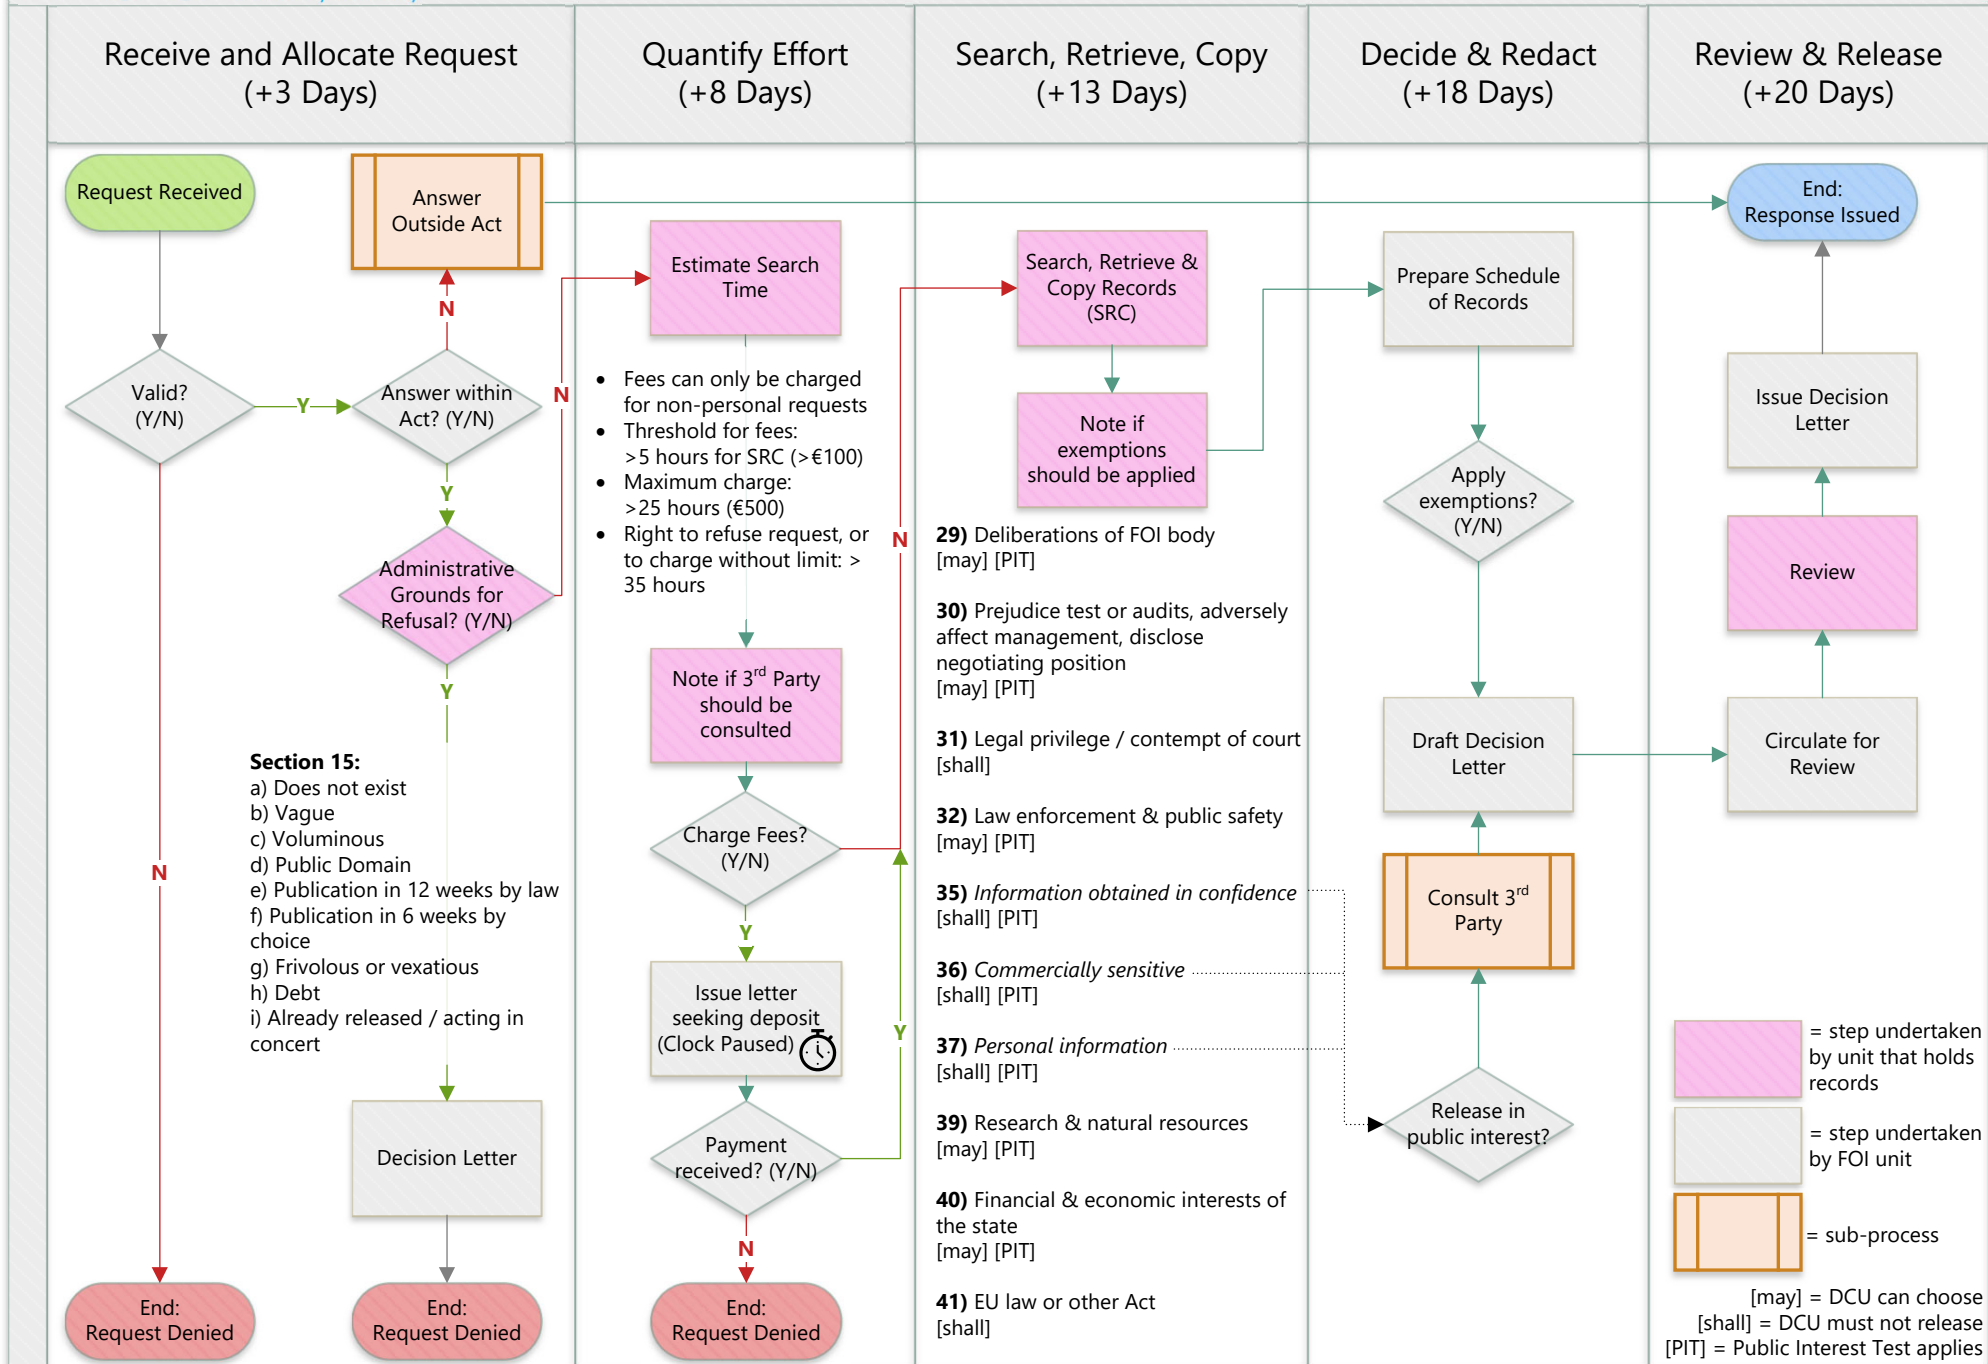 Receive and Allocate Request
(+3 Days)
Quantify Effort
(+8 Days)
Search, Retrieve, Copy
(+13 Days)
Decide & Redact
(+18 Days)
Review & Release
(+20 Days)
Request Received
Answer
Outside Act
N
Valid?
(Y/N)
Y
Answer within
Act? (Y/N)
Y
N
Administrative
Grounds for
Refusal? (Y/N)
Y
N
Section 15:
a) Does not exist
b) Vague
c) Voluminous
d) Public Domain
e) Publication in 12 weeks by law
f) Publication in 6 weeks by
choice
g) Frivolous or vexatious
h) Debt
i) Already released / acting in
concert
Decision Letter
End:
Request Denied
End:
Request Denied
Estimate Search
Time
• Fees can only be charged
for non-personal requests
• Threshold for fees:
>5 hours for SRC (>€100)
• Maximum charge:
>25 hours (€500)
• Right to refuse request, or
to charge without limit: >
35 hours
Note if 3rd Party
should be
consulted
Charge Fees?
(Y/N)
N
Y
Issue letter
seeking deposit
(Clock Paused)
Y
Payment
received? (Y/N)
N
End:
Request Denied
Search, Retrieve &
Copy Records
(SRC)
Note if
exemptions
should be applied
29) Deliberations of FOI body
[may] [PIT]
30) Prejudice test or audits, adversely
affect management, disclose
negotiating position
[may] [PIT]
31) Legal privilege / contempt of court
[shall]
32) Law enforcement & public safety
[may] [PIT]
35) Information obtained in confidence
[shall] [PIT]
36) Commercially sensitive
[shall] [PIT]
37) Personal information
[shall] [PIT]
39) Research & natural resources
[may] [PIT]
40) Financial & economic interests of
the state
[may] [PIT]
41) EU law or other Act
[shall]
Prepare Schedule
of Records
Apply
exemptions?
(Y/N)
Draft Decision
Letter
Consult 3rd
Party
Release in
public interest?
End:
Response Issued
Issue Decision
Letter
Review
Circulate for
Review
= step undertaken
by unit that holds
records
= step undertaken
by FOI unit
= sub-process
[may] = DCU can choose
[shall] = DCU must not release
[PIT] = Public Interest Test applies